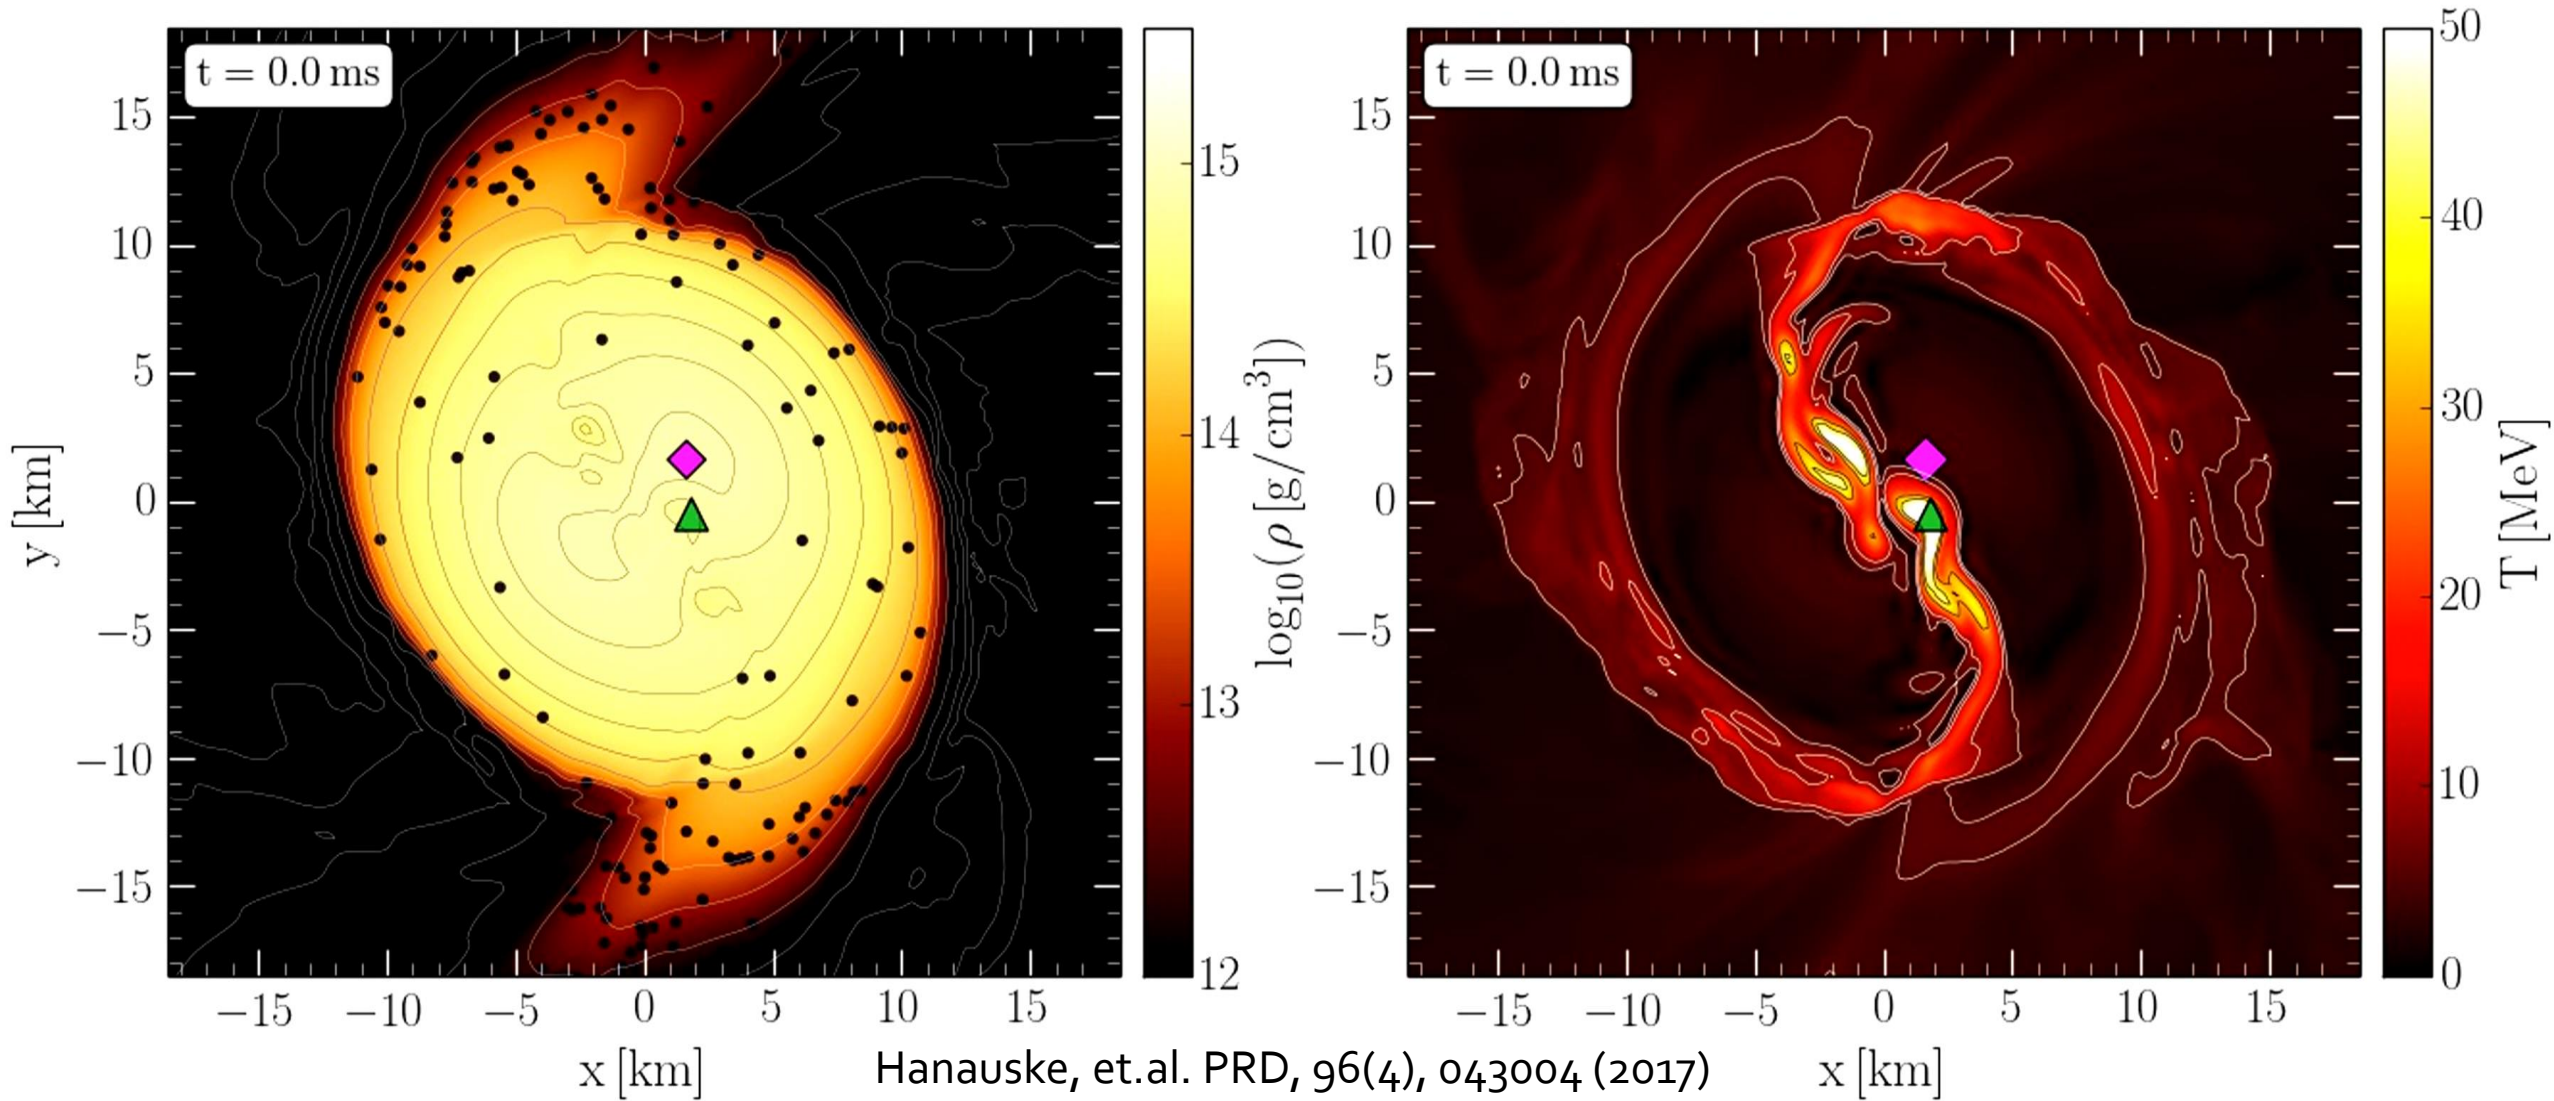 t = 0.0 ms
15
10
5
0
−5
−10
−15
y [km]
−15 −10 −5 0 5 10 15
x [km]
15
14
13
12
log10(ρ [g/cm3])
t = 0.0 ms
15
10
5
0
−5
−10
−15
−15 −10 −5 0 5 10 15
x [km]
50
40
30
20
10
0
T [MeV]
Hanauske, et.al. PRD, 96(4), 043004 (2017)